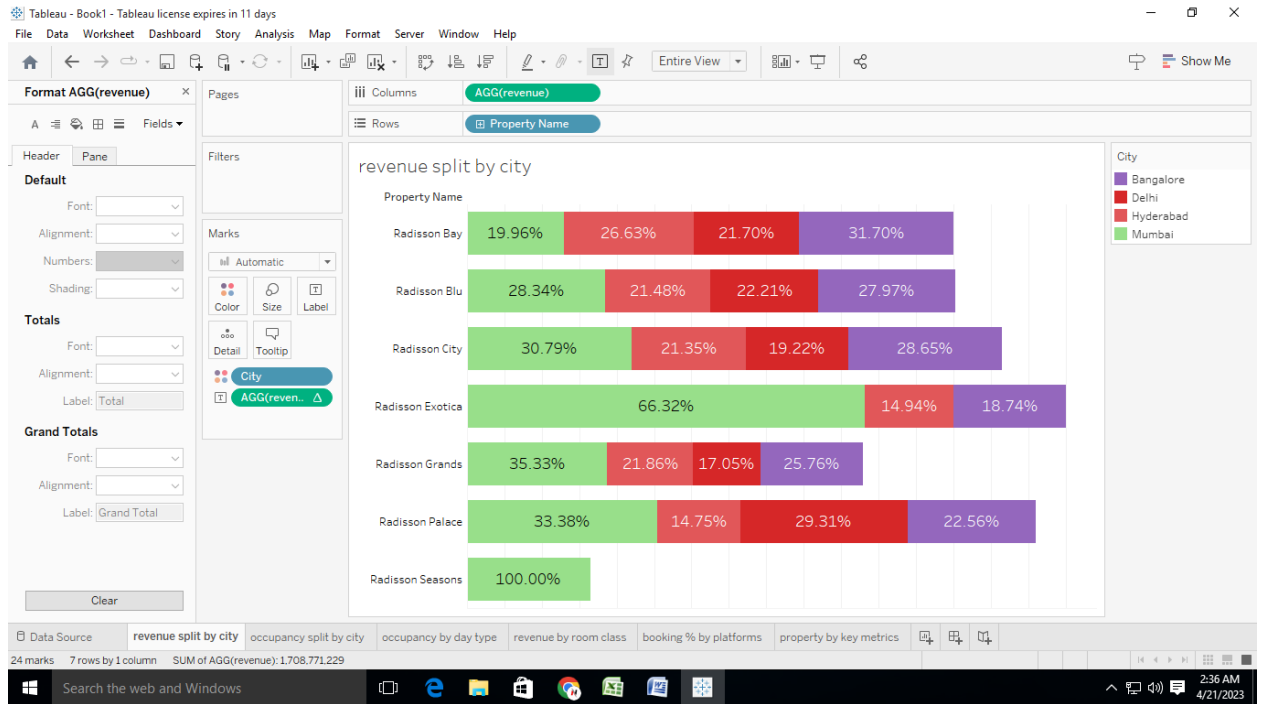 Tableau - Book1 - Tableau license expires in 11 days
File Data Worksheet Dashboard Story Analysis Map Format Server Window Help
Entire View
Show Me
Format AGG(revenue) ×
Fields
Header Pane
Default
Font:
Alignment:
Numbers:
Shading:
Totals
Font:
Alignment:
Label: Total
Grand Totals
Font:
Alignment:
Label: Grand Total
Clear
Pages
Filters
Marks
Automatic
Color Size Label
Detail Tooltip
City
AGG(reven.. Δ
Columns AGG(revenue)
Rows Property Name
revenue split by city
Property Name
Radisson Bay 19.96% 26.63% 21.70% 31.70%
Radisson Blu 28.34% 21.48% 22.21% 27.97%
Radisson City 30.79% 21.35% 19.22% 28.65%
Radisson Exotica 66.32% 14.94% 18.74%
Radisson Grands 35.33% 21.86% 17.05% 25.76%
Radisson Palace 33.38% 14.75% 29.31% 22.56%
Radisson Seasons 100.00%
City
Bangalore
Delhi
Hyderabad
Mumbai
Data Source revenue split by city occupancy split by city occupancy by day type revenue by room class booking % by platforms property by key metrics
24 marks 7 rows by 1 column SUM of AGG(revenue): 1,708,771,229
Search the web and Windows
2:36 AM
4/21/2023